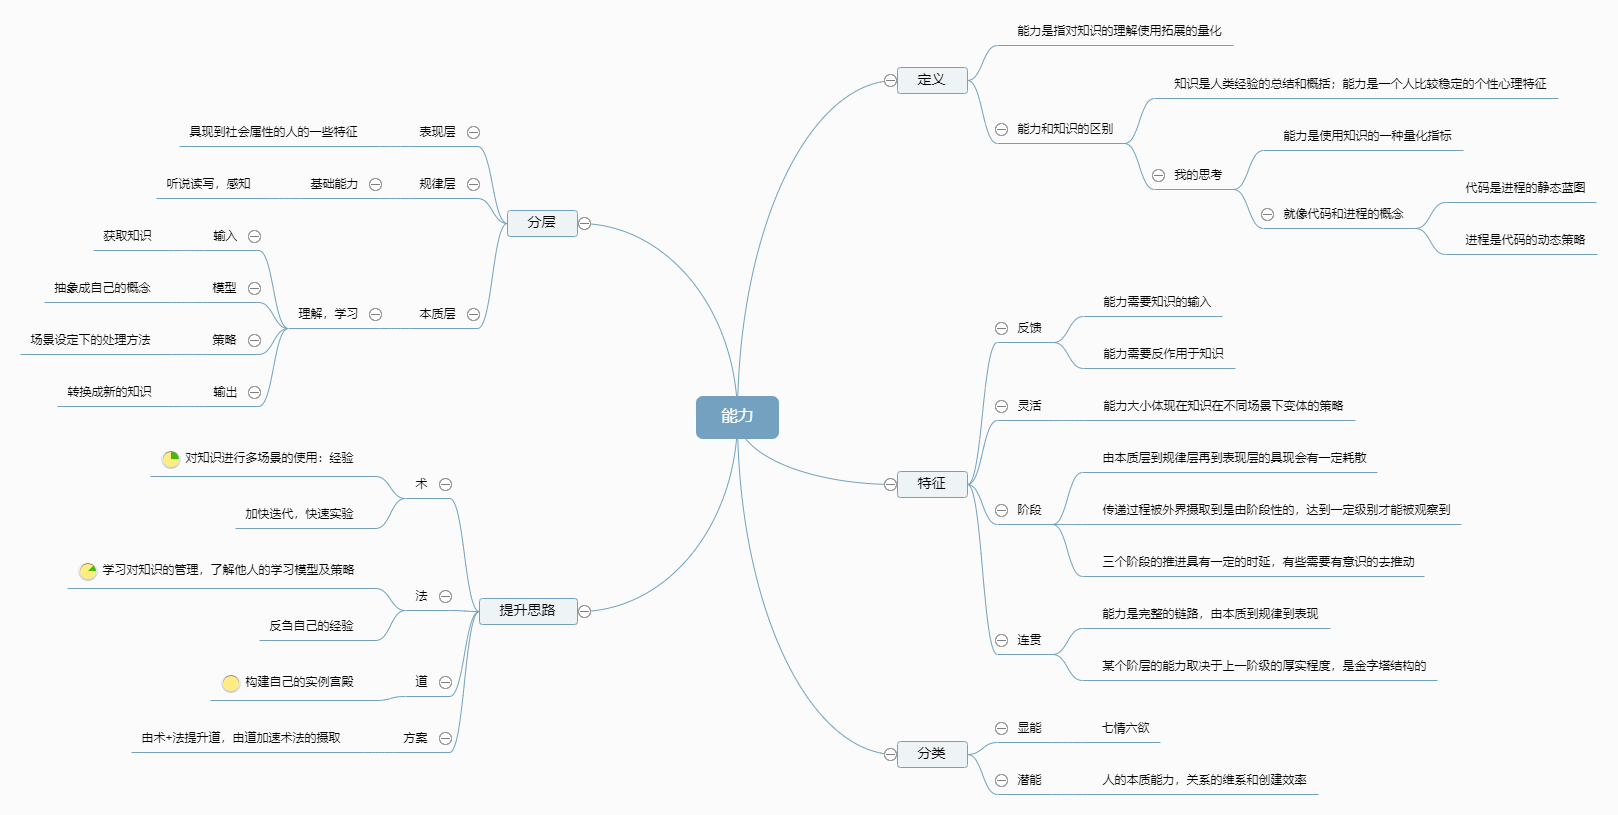 能力
定义
能力是指对知识的理解使用拓展的量化
能力和知识的区别
知识是人类经验的总结和概括；能力是一个人比较稳定的个性心理特征
我的思考
能力是使用知识的一种量化指标
就像代码和进程的概念
代码是进程的静态蓝图
进程是代码的动态策略
特征
反馈
能力需要知识的输入
能力需要反作用于知识
灵活
能力大小体现在知识在不同场景下变体的策略
阶段
由本质层到规律层再到表现层的具现会有一定耗散
传递过程被外界摄取到是由阶段性的，达到一定级别才能被观察到
三个阶段的推进具有一定的时延，有些需要有意识的去推动
连贯
能力是完整的链路，由本质到规律到表现
某个阶层的能力取决于上一阶级的厚实程度，是金字塔结构的
分类
显能
七情六欲
潜能
人的本质能力，关系的维系和创建效率
分层
表现层
具现到社会属性的人的一些特征
规律层
基础能力
听说读写，感知
本质层
理解，学习
输入
获取知识
模型
抽象成自己的概念
策略
场景设定下的处理方法
输出
转换成新的知识
提升思路
术
对知识进行多场景的使用：经验
加快迭代，快速实验
法
学习对知识的管理，了解他人的学习模型及策略
反刍自己的经验
道
构建自己的实例宫殿
方案
由术+法提升道，由道加速术法的摄取